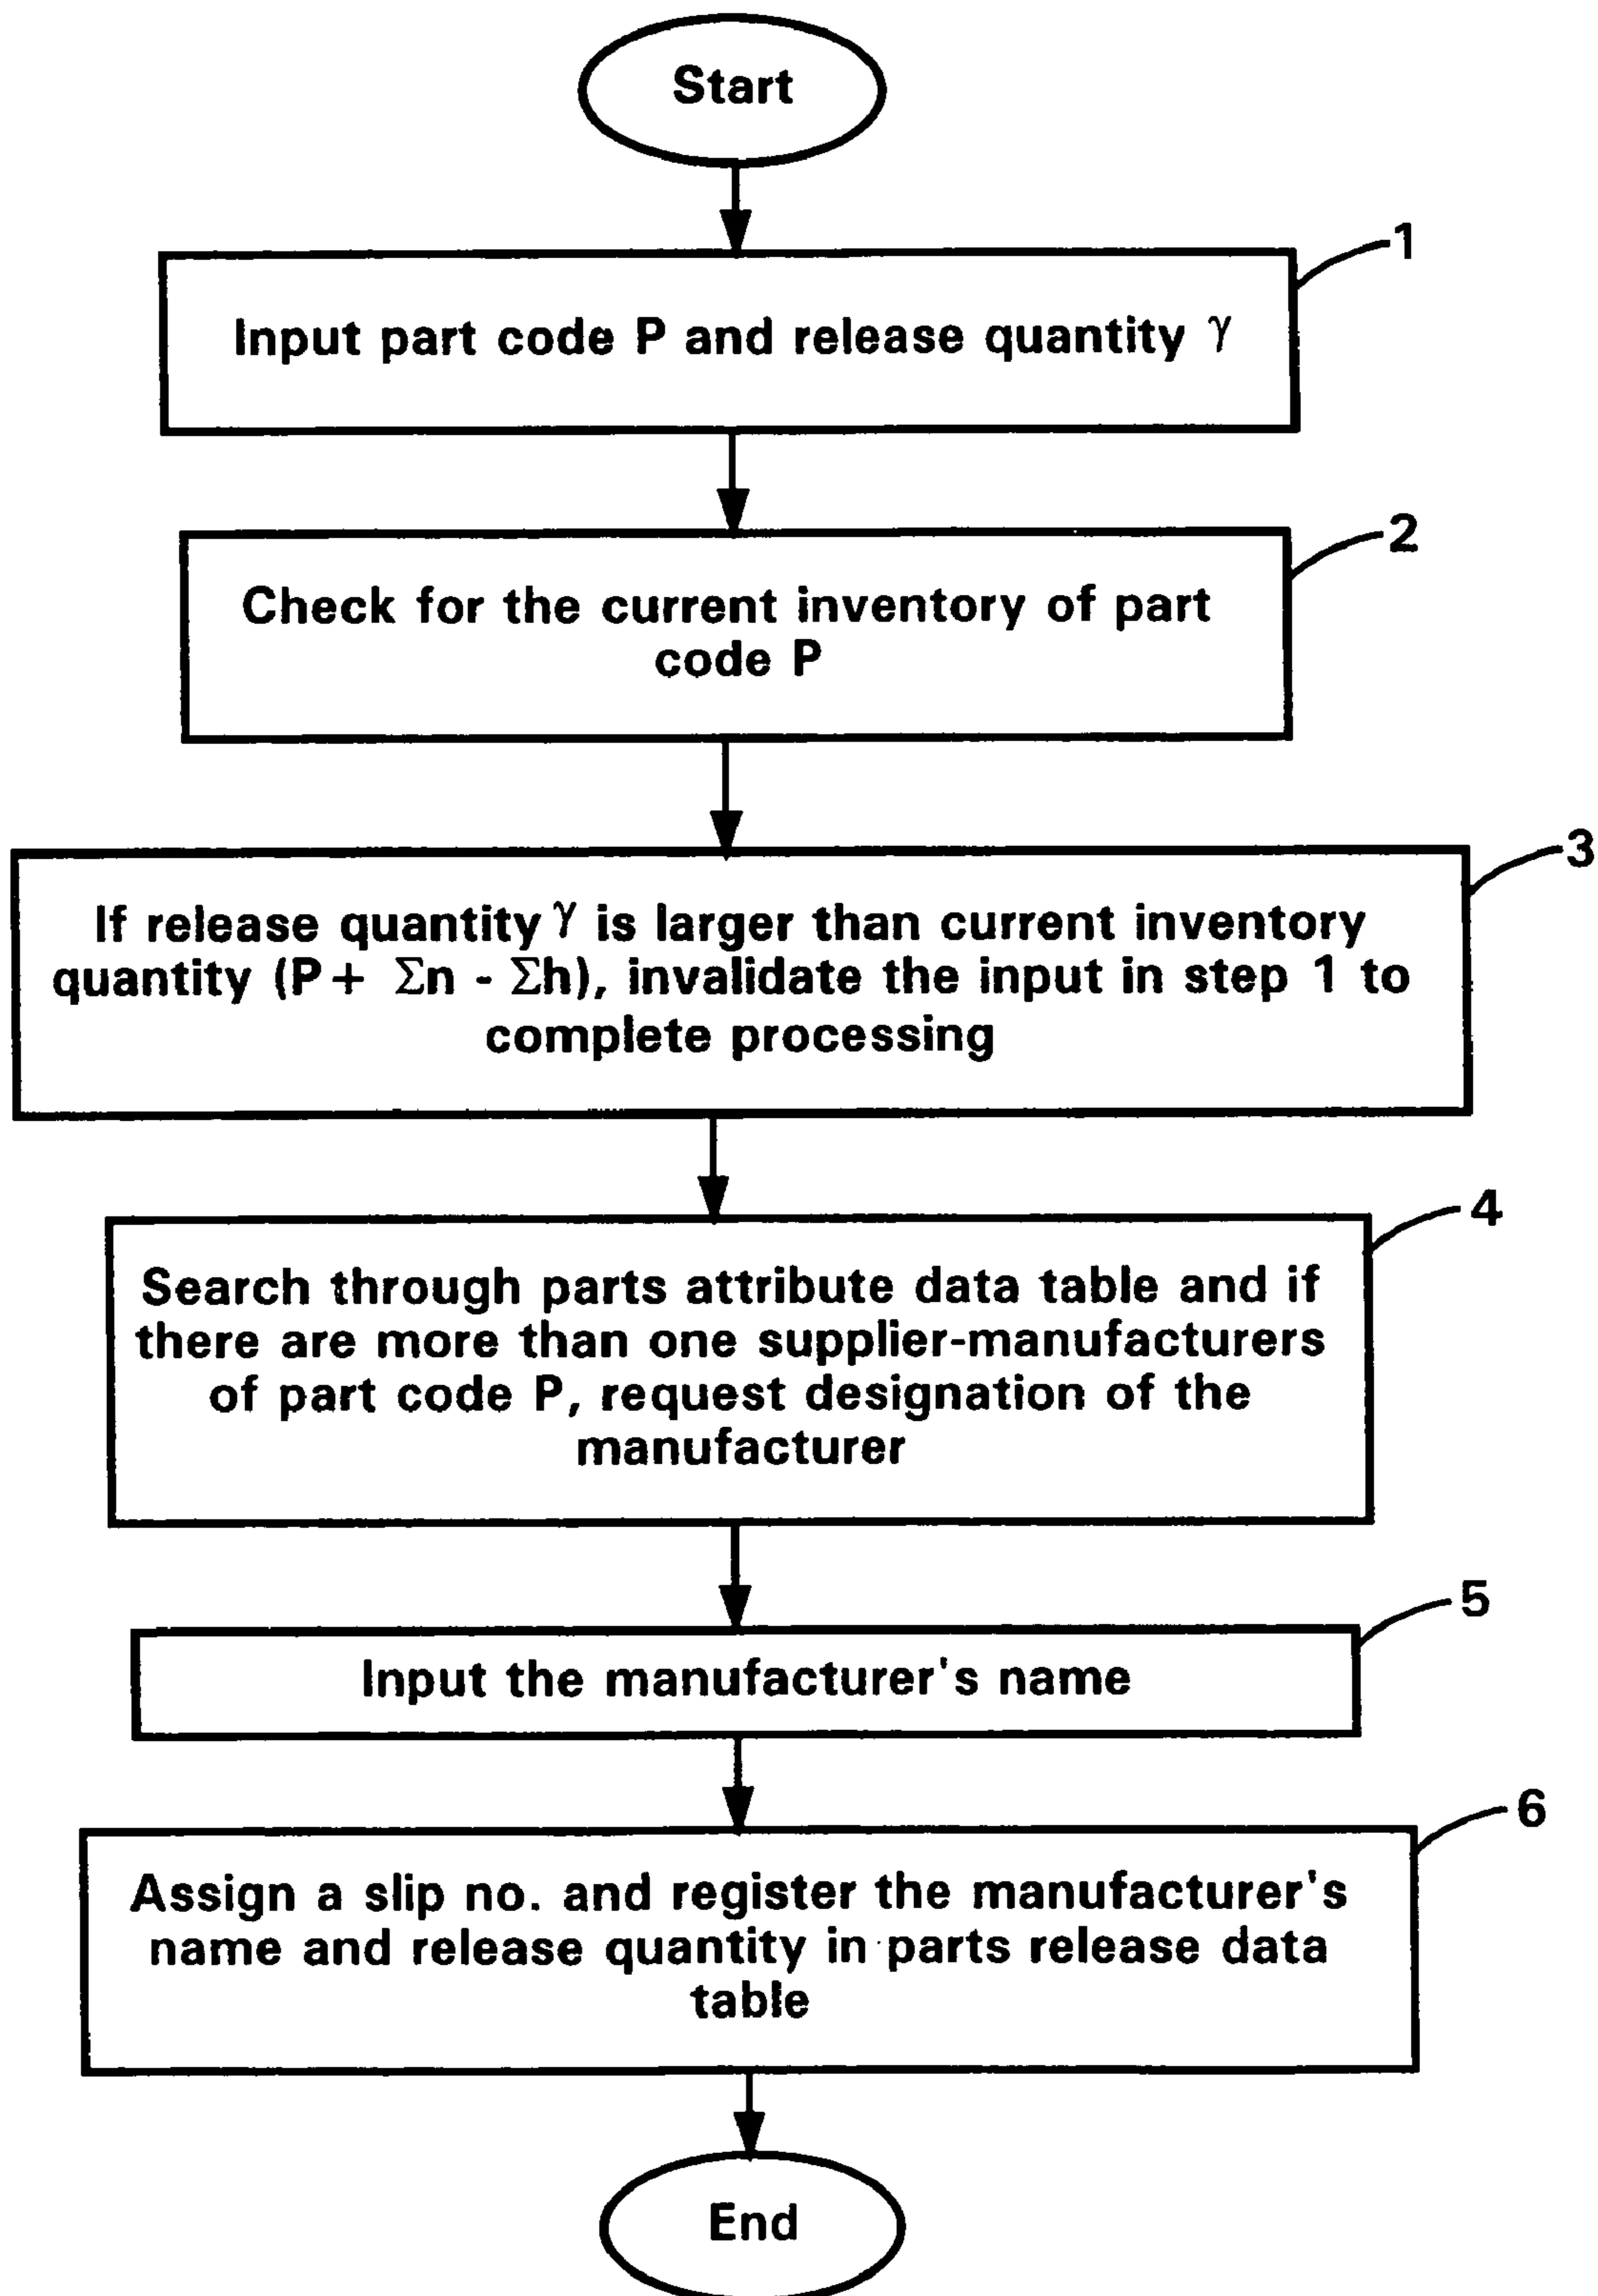 Start
1
Input part code P and release quantity γ
2
Check for the current inventory of part
code P
3
If release quantity γ is larger than current inventory
quantity (P+ Σn - Σh), invalidate the input in step 1 to
complete processing
4
Search through parts attribute data table and if
there are more than one supplier-manufacturers
of part code P, request designation of the
manufacturer
5
Input the manufacturer's name
6
Assign a slip no. and register the manufacturer's
name and release quantity in parts release data
table
End